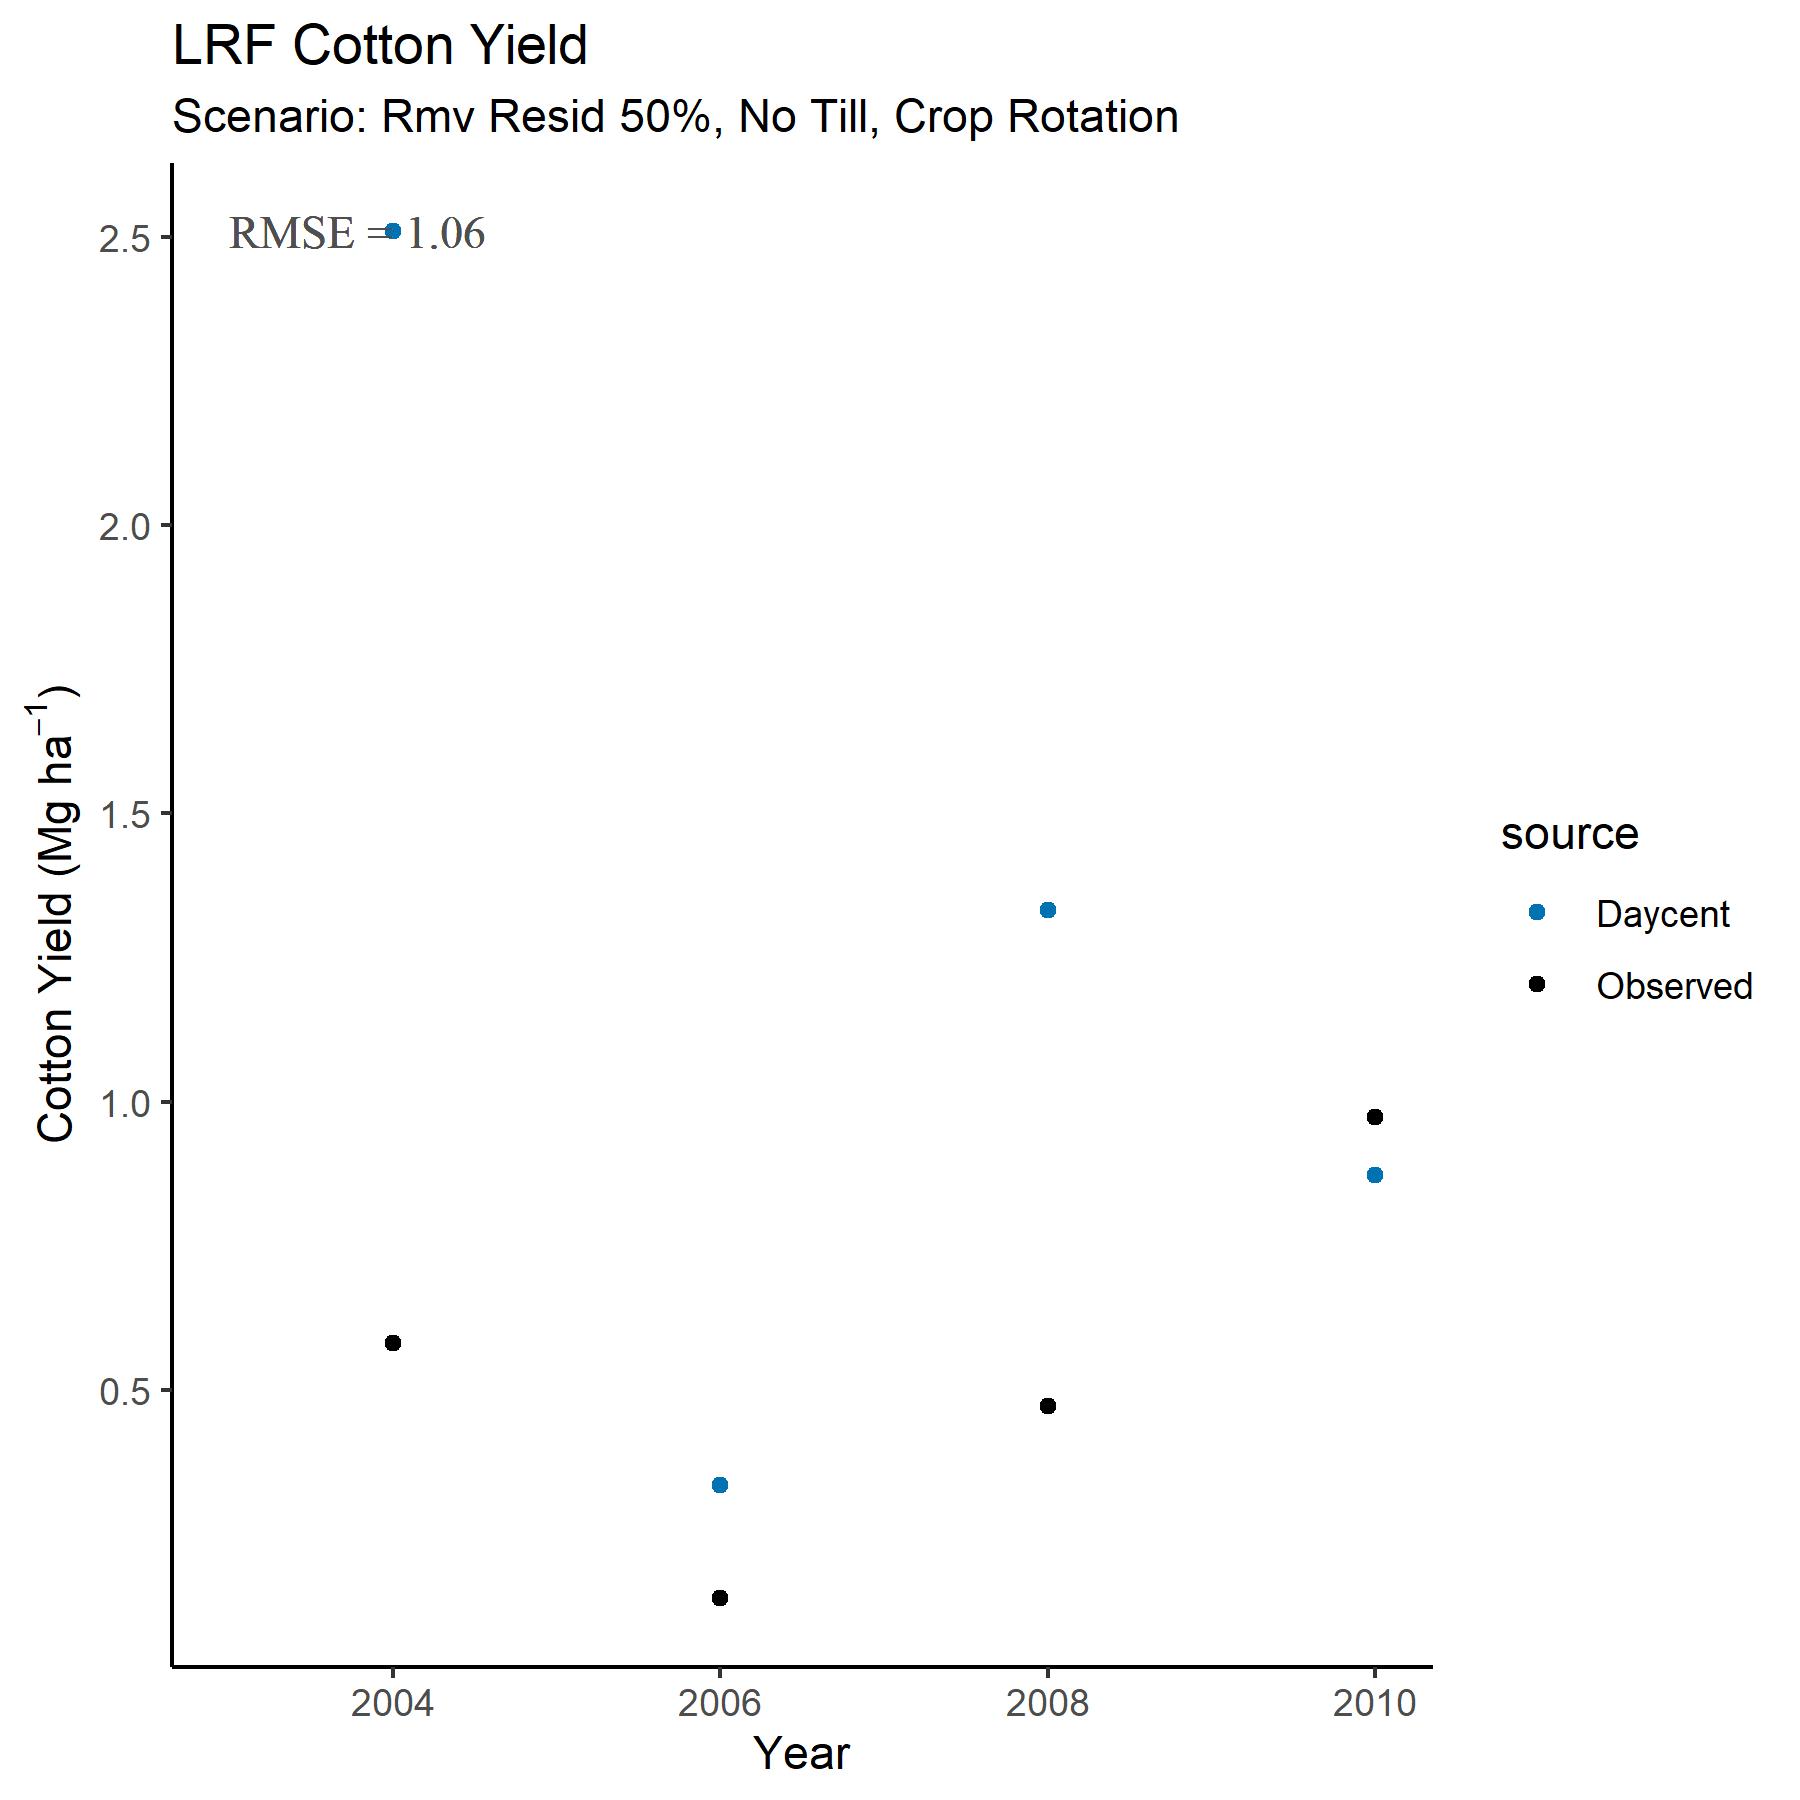 LRF Cotton Yield
Scenario: Rmv Resid 50%, No Till, Crop Rotation
RMSE = 1.06
2.5
2.0
1.5
1.0
0.5
Cotton Yield (Mg ha⁻¹)
2004 2006 2008 2010
Year
source
Daycent
Observed